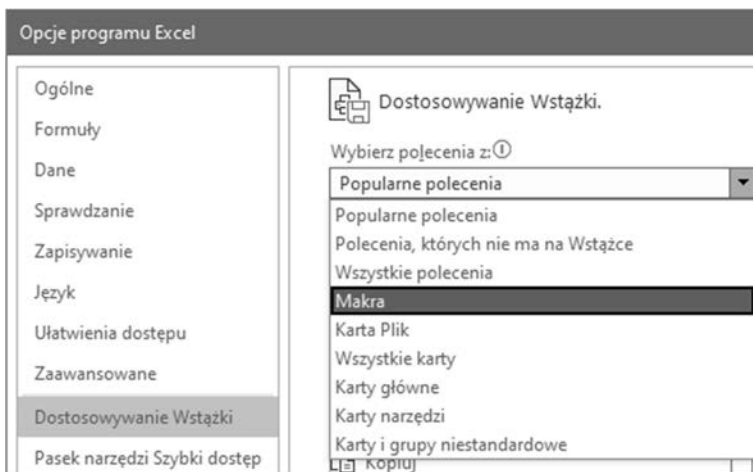 Opcje programu Excel
Ogólne
Formuły
Dane
Sprawdzanie
Zapisywanie
Język
Ułatwienia dostępu
Zaawansowane
Dostosowywanie Wstążki
Pasek narzędzi Szybki dostęp
Dostosowywanie Wstążki.
Wybierz polecenia z:
Popularne polecenia
Popularne polecenia
Polecenia, których nie ma na Wstążce
Wszystkie polecenia
Makra
Karta Plik
Wszystkie karty
Karty główne
Karty narzędzi
Karty i grupy niestandardowe
Kopiuj